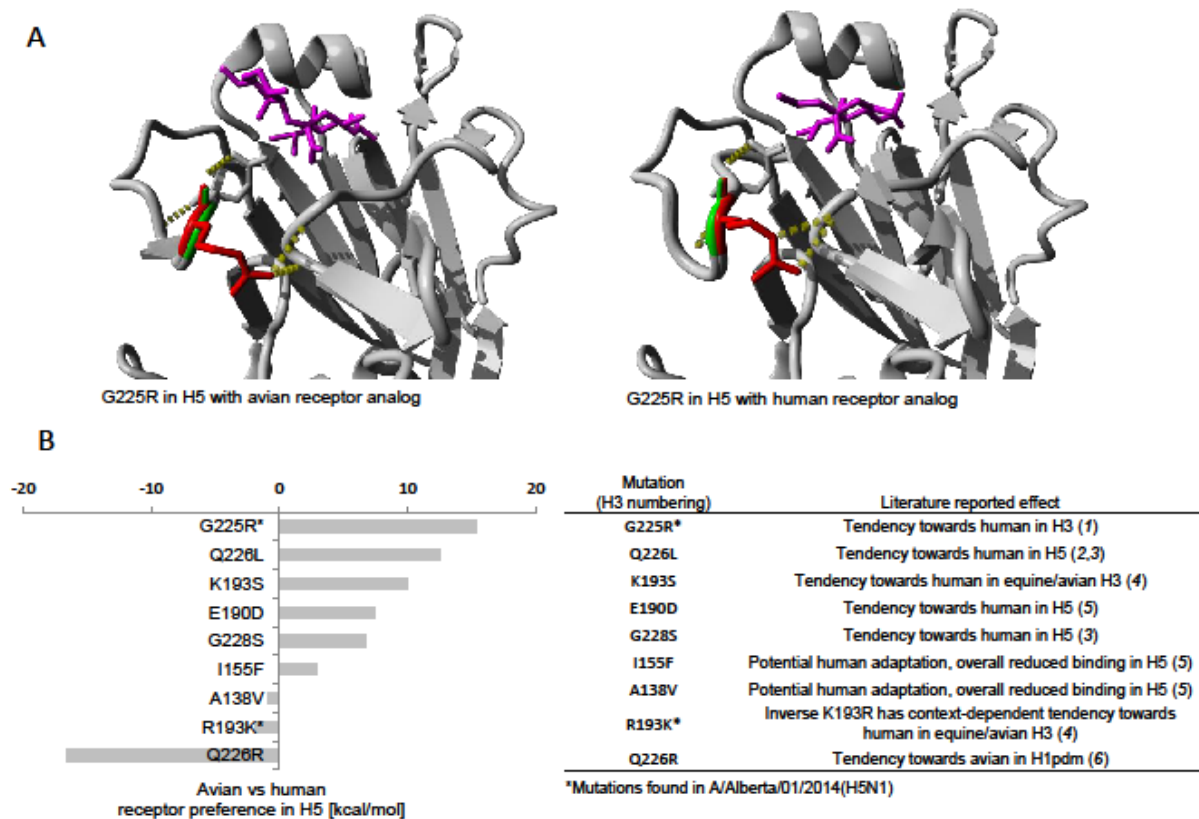 A
G225R in H5 with avian receptor analog
G225R in H5 with human receptor analog
B
-20 -10 0 10 20
G225R*
Q226L
K193S
E190D
G228S
I155F
A138V
R193K*
Q226R
Avian vs human
receptor preference in H5 [kcal/mol]
Mutation
(H3 numbering) Literature reported effect
G225R* Tendency towards human in H3 (1)
Q226L Tendency towards human in H5 (2,3)
K193S Tendency towards human in equine/avian H3 (4)
E190D Tendency towards human in H5 (5)
G228S Tendency towards human in H5 (3)
I155F Potential human adaptation, overall reduced binding in H5 (5)
A138V Potential human adaptation, overall reduced binding in H5 (5)
R193K* Inverse K193R has context-dependent tendency towards
human in equine/avian H3 (4)
Q226R Tendency towards avian in H1pdm (6)
*Mutations found in A/Alberta/01/2014(H5N1)